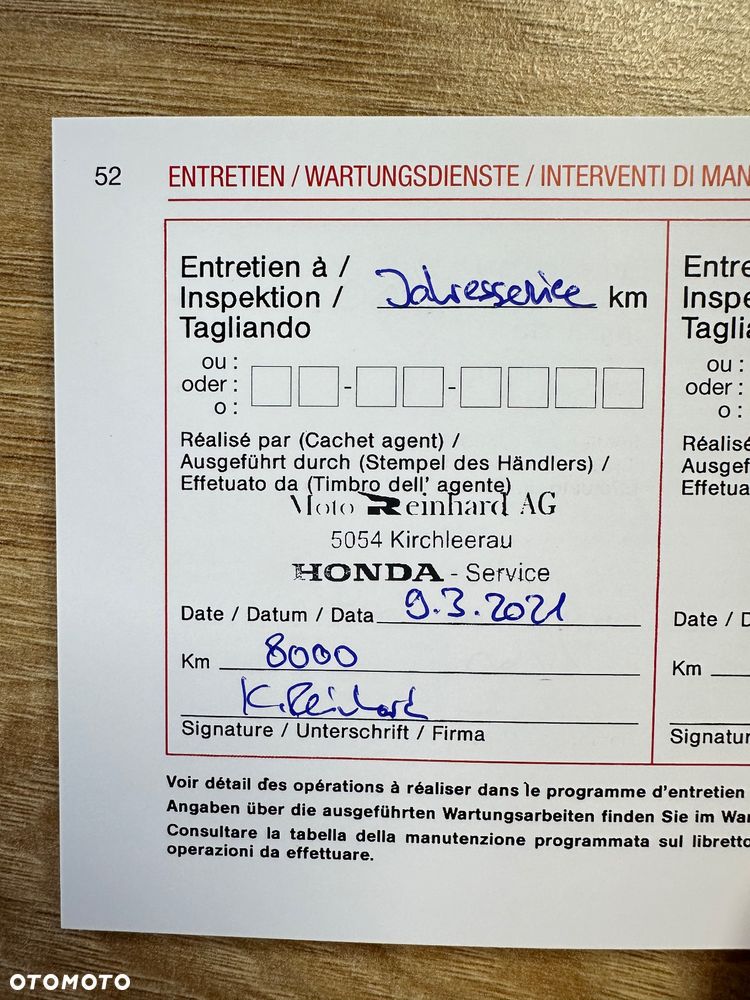 52 ENTRETIEN / WARTUNGSDIENSTE / INTERVENTI DI MAN
Entretien à /
Inspektion / Jahresservice km
Tagliando
ou :
oder : - -
o :
Réalisé par (Cachet agent) /
Ausgeführt durch (Stempel des Händlers) /
Effetuato da (Timbro dell' agente)
Moto Reinhard AG
5054 Kirchleerau
HONDA - Service
Date / Datum / Data 9.3.2021
Km 8000
K. Reinhard
Signature / Unterschrift / Firma
Entre
Inspe
Taglia
ou :
oder :
o :
Réalisé
Ausgef
Effetua
Date / D
Km
Signatur
Voir détail des opérations à réaliser dans le programme d'entretien
Angaben über die ausgeführten Wartungsarbeiten finden Sie im War
Consultare la tabella della manutenzione programmata sul libretto
operazioni da effettuare.
OTOMOTO